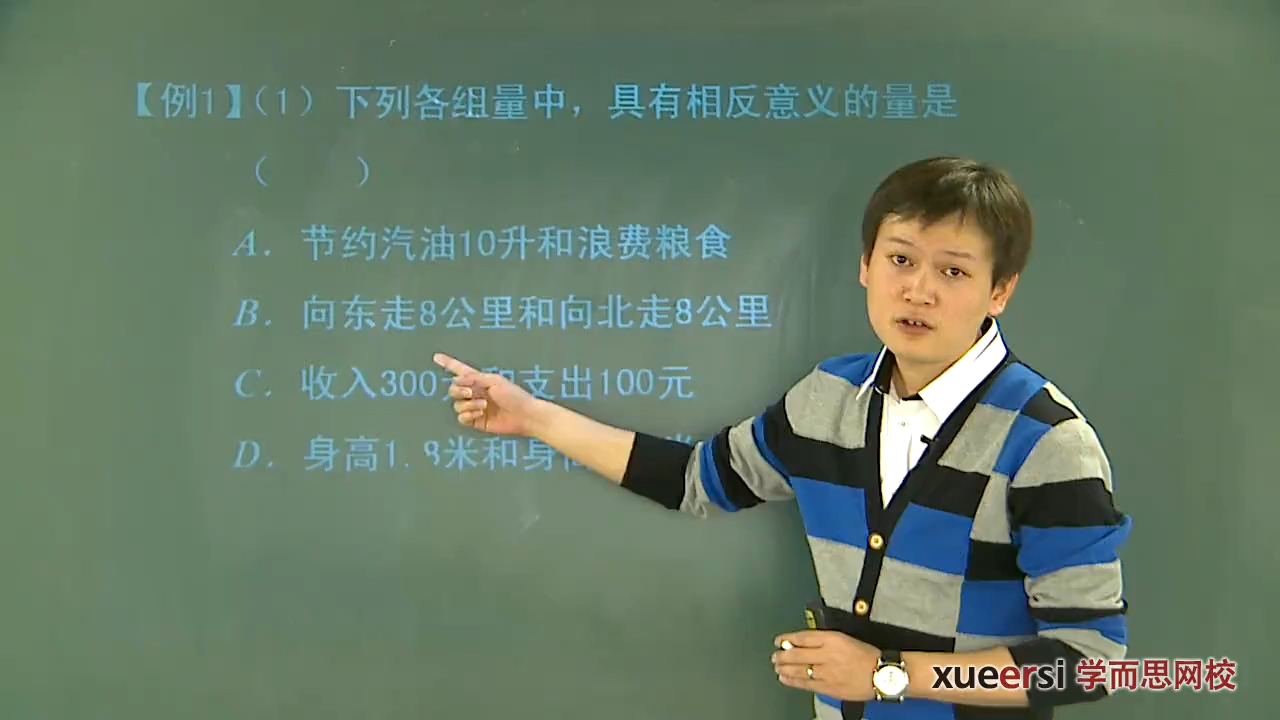 【例1】（1）下列各组量中，具有相反意义的量是
（　　）
A．节约汽油10升和浪费粮食
B．向东走8公里和向北走8公里
C．收入300元和支出100元
D．身高1.8米和身高
xueersi 学而思网校